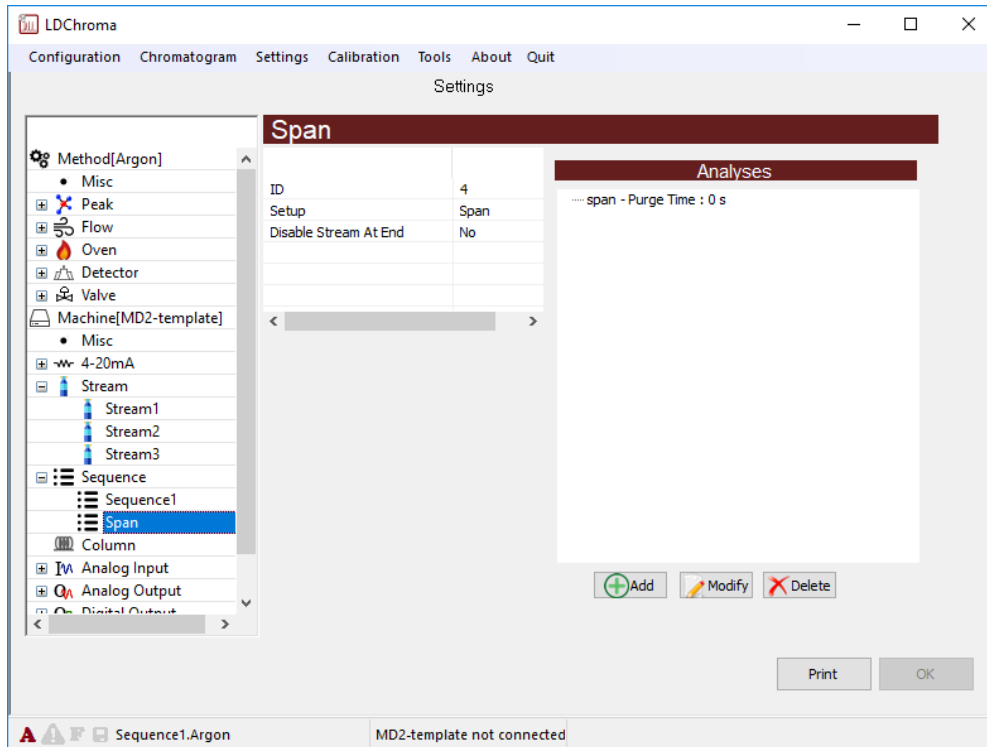 LDChroma
Configuration Chromatogram Settings Calibration Tools About Quit
Settings
Method[Argon]
Misc
Peak
Flow
Oven
Detector
Valve
Machine[MD2-template]
Misc
4-20mA
Stream
Stream1
Stream2
Stream3
Sequence
Sequence1
Span
Column
Analog Input
Analog Output
Digital Output
Span
ID 4
Setup Span
Disable Stream At End No
Analyses
span - Purge Time : 0 s
Add Modify Delete
Print OK
A F Sequence1.Argon MD2-template not connected